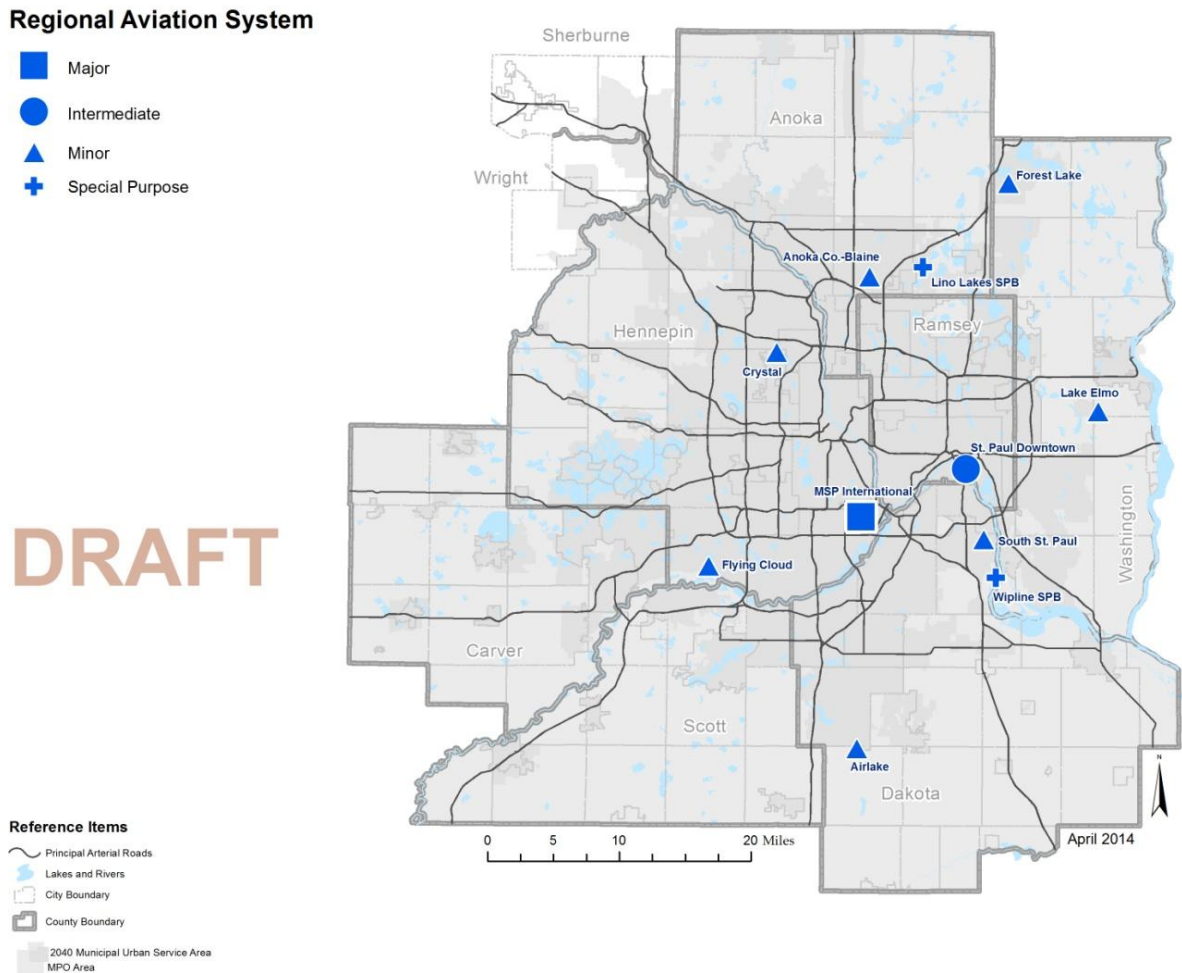 Regional Aviation System
Major
Intermediate
Minor
Special Purpose
Sherburne
Anoka
Wright
Forest Lake
Anoka Co.-Blaine
Lino Lakes SPB
Hennepin
Ramsey
Crystal
Lake Elmo
St. Paul Downtown
MSP International
Washington
DRAFT
South St. Paul
Flying Cloud
Wipline SPB
Carver
Scott
Airlake
Dakota
N
April 2014
0 5 10 20 Miles
Reference Items
Principal Arterial Roads
Lakes and Rivers
City Boundary
County Boundary
2040 Municipal Urban Service Area
MPO Area